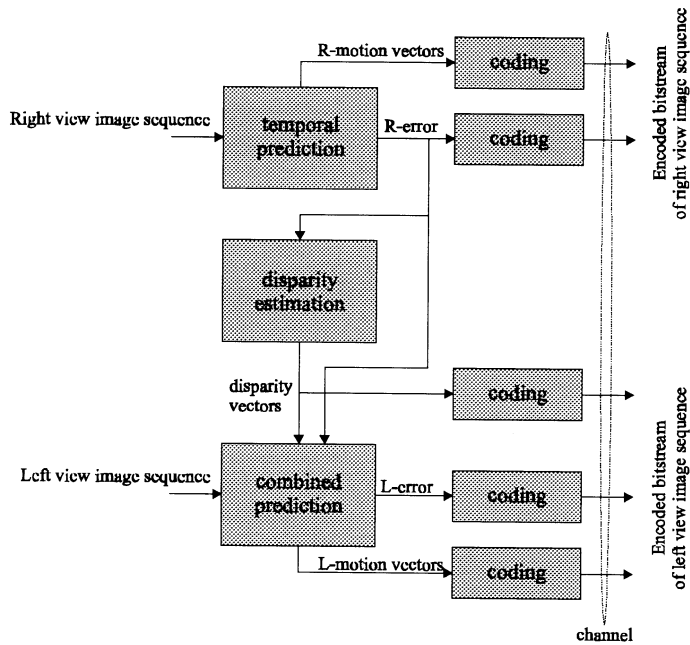 R-motion vectors
coding
Encoded bitstream
of right view image sequence
Right view image sequence
temporal
prediction
R-error
coding
disparity
estimation
disparity
vectors
coding
Encoded bitstream
of left view image sequence
Left view image sequence
combined
prediction
L-error
coding
L-motion vectors
coding
channel